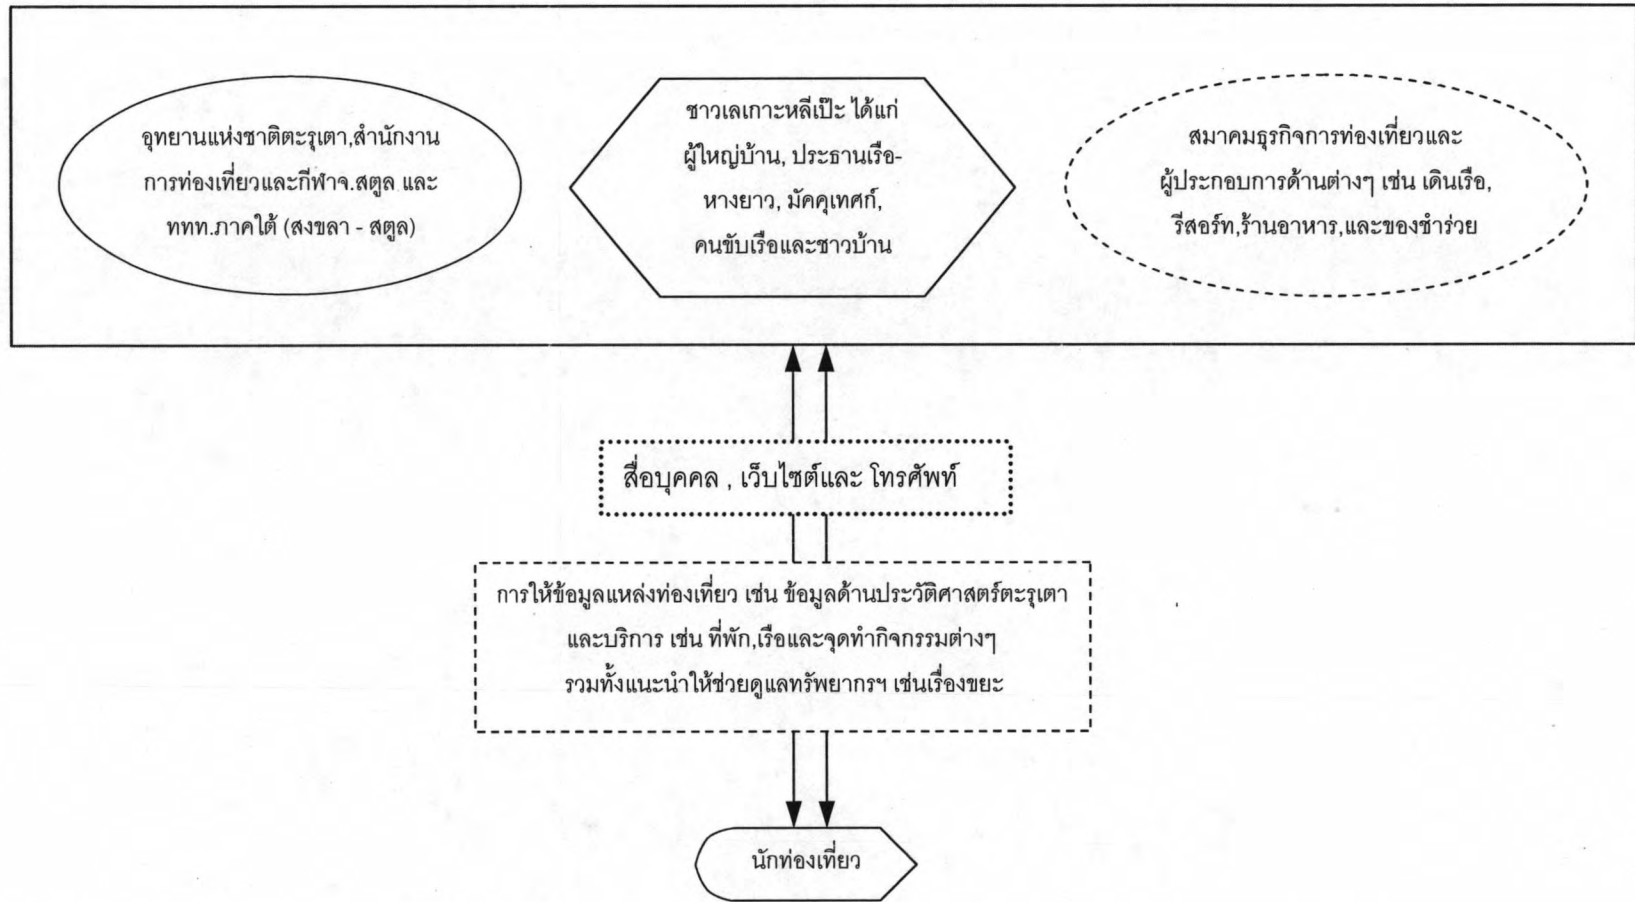 อุทยานแห่งชาติตะรุเตา,สำนักงาน
การท่องเที่ยวและกีฬาจ.สตูล และ
ททท.ภาคใต้ (สงขลา - สตูล)
ชาวเลเกาะหลีเป๊ะ ได้แก่
ผู้ใหญ่บ้าน, ประธานเรือ-
หางยาว, มัคคุเทศก์,
คนขับเรือและชาวบ้าน
สมาคมธุรกิจการท่องเที่ยวและ
ผู้ประกอบการด้านต่างๆ เช่น เดินเรือ,
รีสอร์ท,ร้านอาหาร,และของชำร่วย
สื่อบุคคล , เว็บไซต์และ โทรศัพท์
การให้ข้อมูลแหล่งท่องเที่ยว เช่น ข้อมูลด้านประวัติศาสตร์ตะรุเตา
และบริการ เช่น ที่พัก,เรือและจุดทำกิจกรรมต่างๆ
รวมทั้งแนะนำให้ช่วยดูแลทรัพยากรฯ เช่นเรื่องขยะ
นักท่องเที่ยว